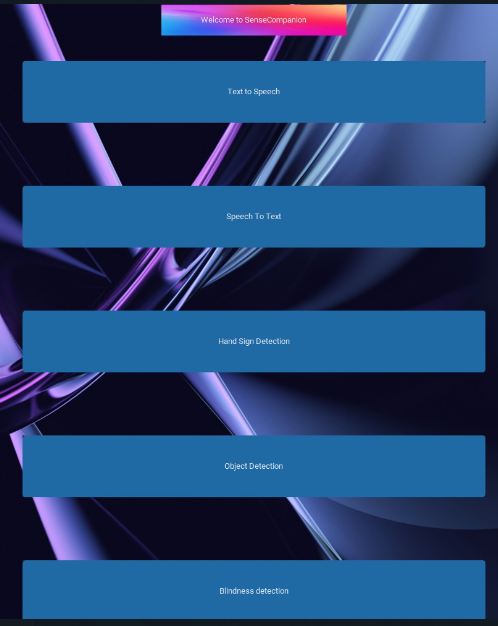 Welcome to SenseCompanion
Text to Speech
Speech To Text
Hand Sign Detection
Object Detection
Blindness detection